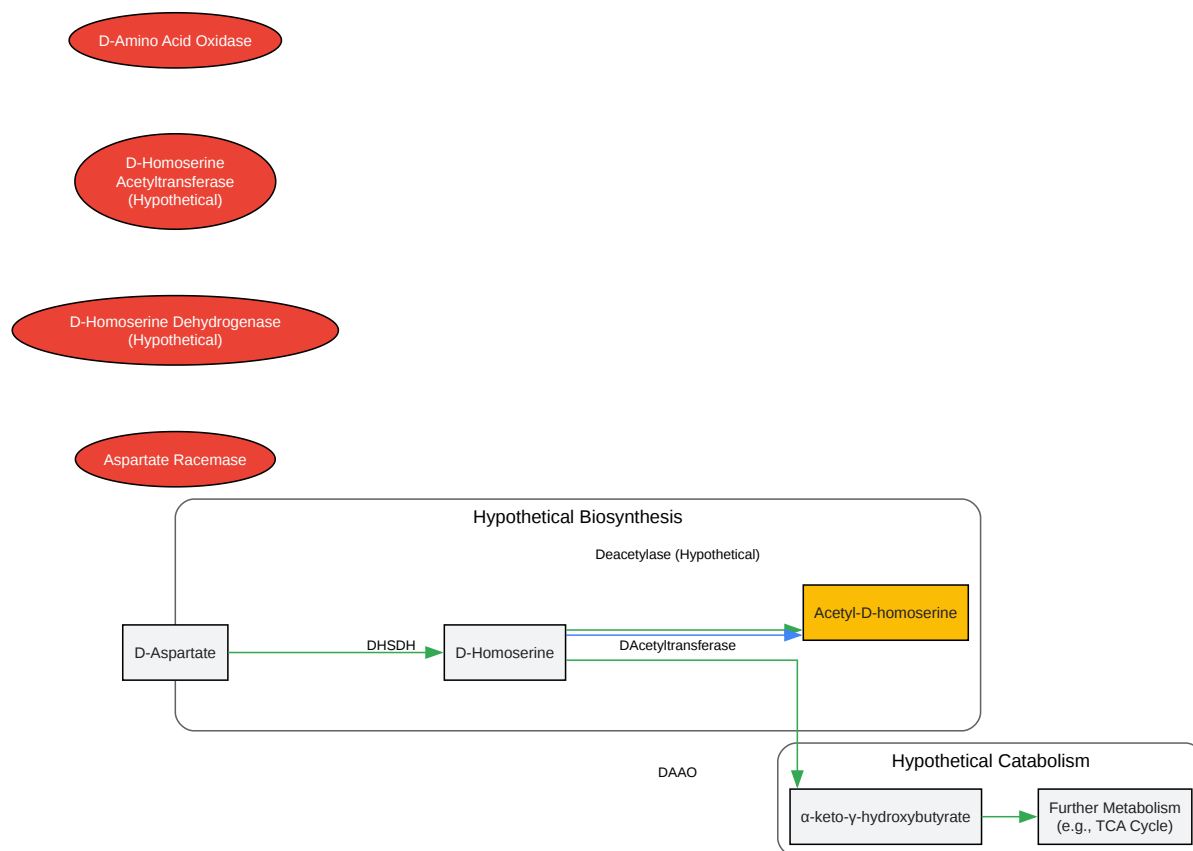 D-Amino Acid Oxidase
D-Homoserine
Acetyltransferase
(Hypothetical)
D-Homoserine Dehydrogenase
(Hypothetical)
Aspartate Racemase
Hypothetical Biosynthesis
Deacetylase (Hypothetical)
Acetyl-D-homoserine
D-Aspartate
DHSDH
D-Homoserine
DAcetyltransferase
Hypothetical Catabolism
DAAO
α-keto-γ-hydroxybutyrate
Further Metabolism
(e.g., TCA Cycle)